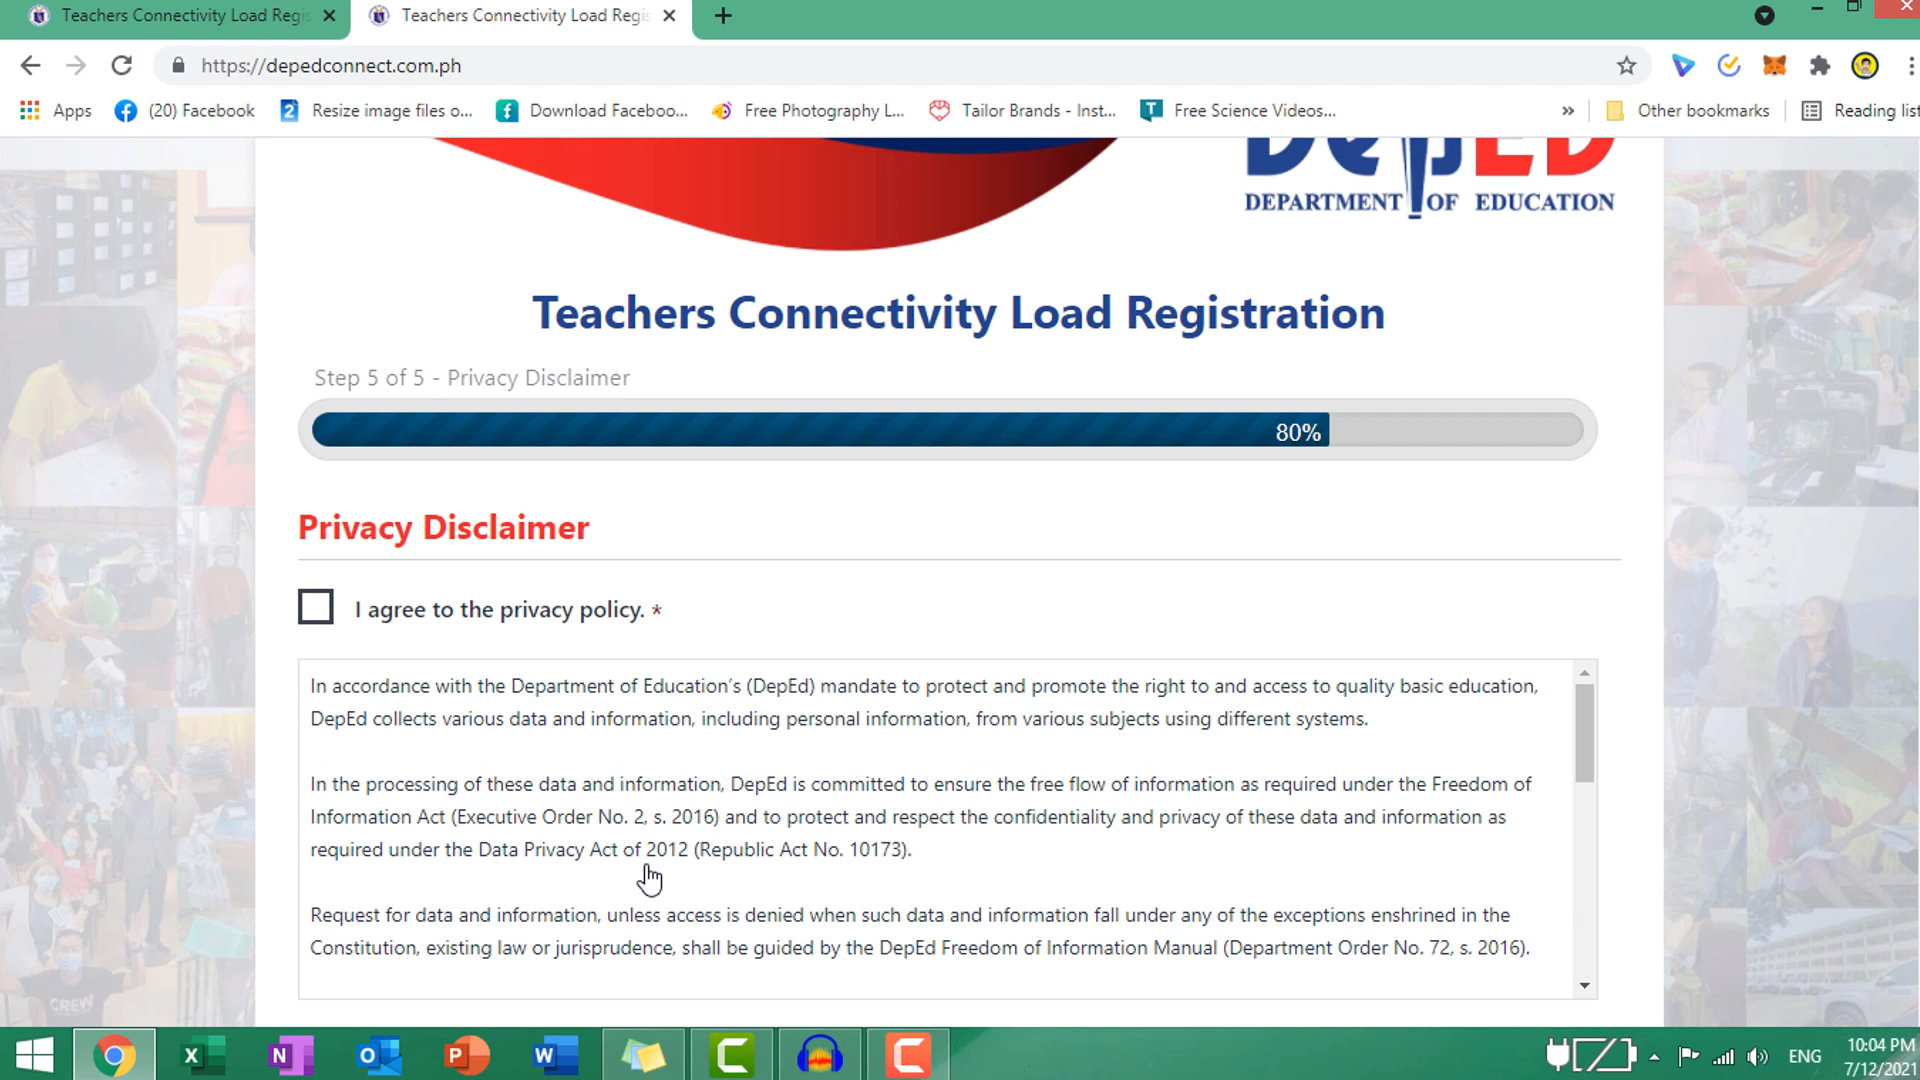 Teachers Connectivity Load Regis
Teachers Connectivity Load Regis
https://depedconnect.com.ph
Apps
(20) Facebook
Resize image files o...
Download Faceboo...
Free Photography L...
Tailor Brands - Inst...
Free Science Videos...
»
Other bookmarks
Reading list
DepED
DEPARTMENT OF EDUCATION
Teachers Connectivity Load Registration
Step 5 of 5 - Privacy Disclaimer
80%
Privacy Disclaimer
I agree to the privacy policy. *
In accordance with the Department of Education's (DepEd) mandate to protect and promote the right to and access to quality basic education,
DepEd collects various data and information, including personal information, from various subjects using different systems.
In the processing of these data and information, DepEd is committed to ensure the free flow of information as required under the Freedom of
Information Act (Executive Order No. 2, s. 2016) and to protect and respect the confidentiality and privacy of these data and information as
required under the Data Privacy Act of 2012 (Republic Act No. 10173).
Request for data and information, unless access is denied when such data and information fall under any of the exceptions enshrined in the
Constitution, existing law or jurisprudence, shall be guided by the DepEd Freedom of Information Manual (Department Order No. 72, s. 2016).
CREW
ENG
10:04 PM
7/12/2021